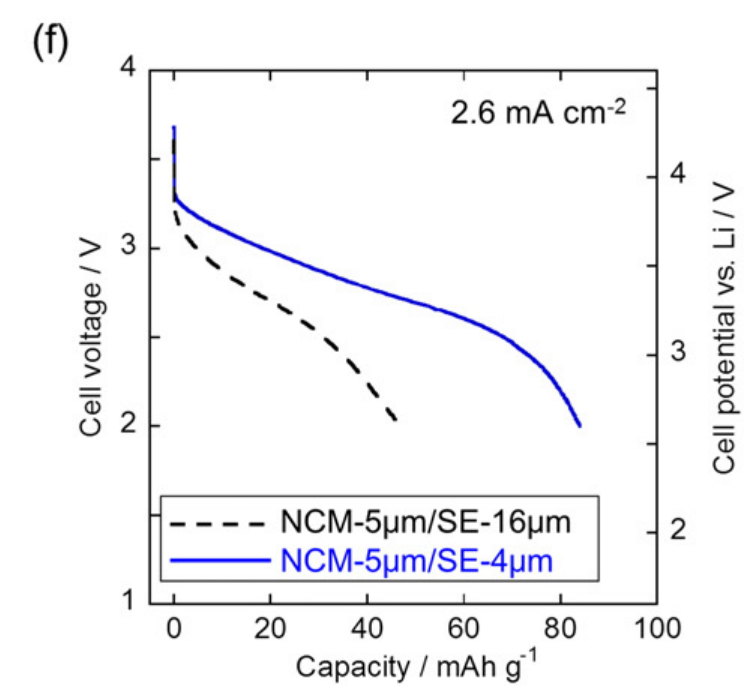 (f)
2.6 mA cm-2
4
3
2
1
Cell voltage / V
4
3
2
Cell potential vs. Li / V
NCM-5µm/SE-16µm
NCM-5µm/SE-4µm
0 20 40 60 80 100
Capacity / mAh g-1